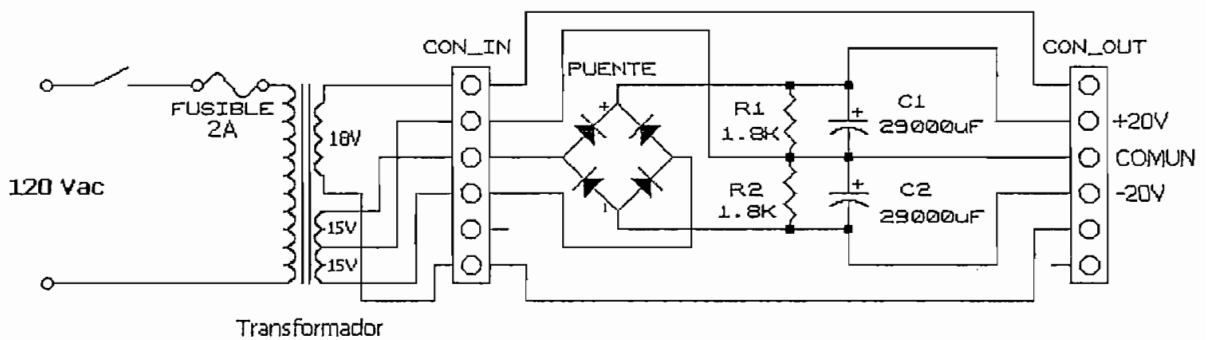 120 Vac
FUSIBLE
2A
18V
15V
15V
Transformador
CON_IN
PUENTE
+
R1
1.8K
R2
1.8K
+
C1
29000uF
+
C2
29000uF
CON_OUT
+20V
COMUN
-20V